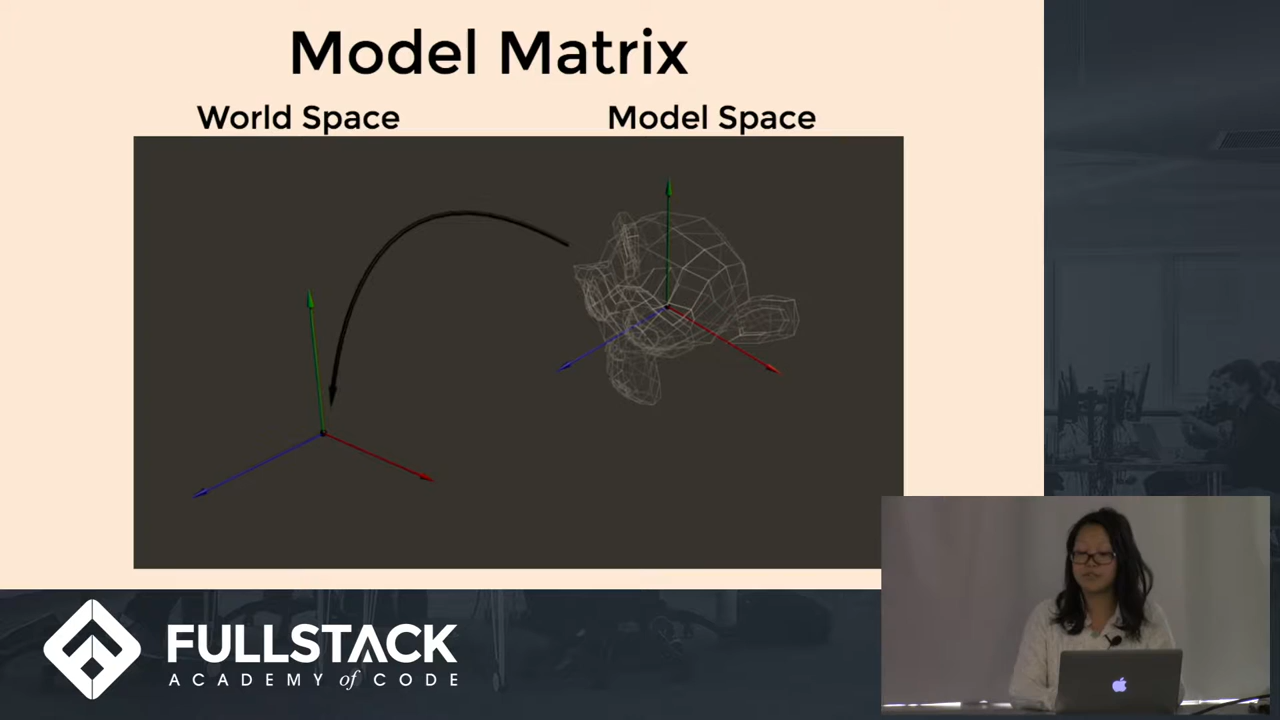 Model Matrix
World Space
Model Space
FULLSTACK
ACADEMY of CODE